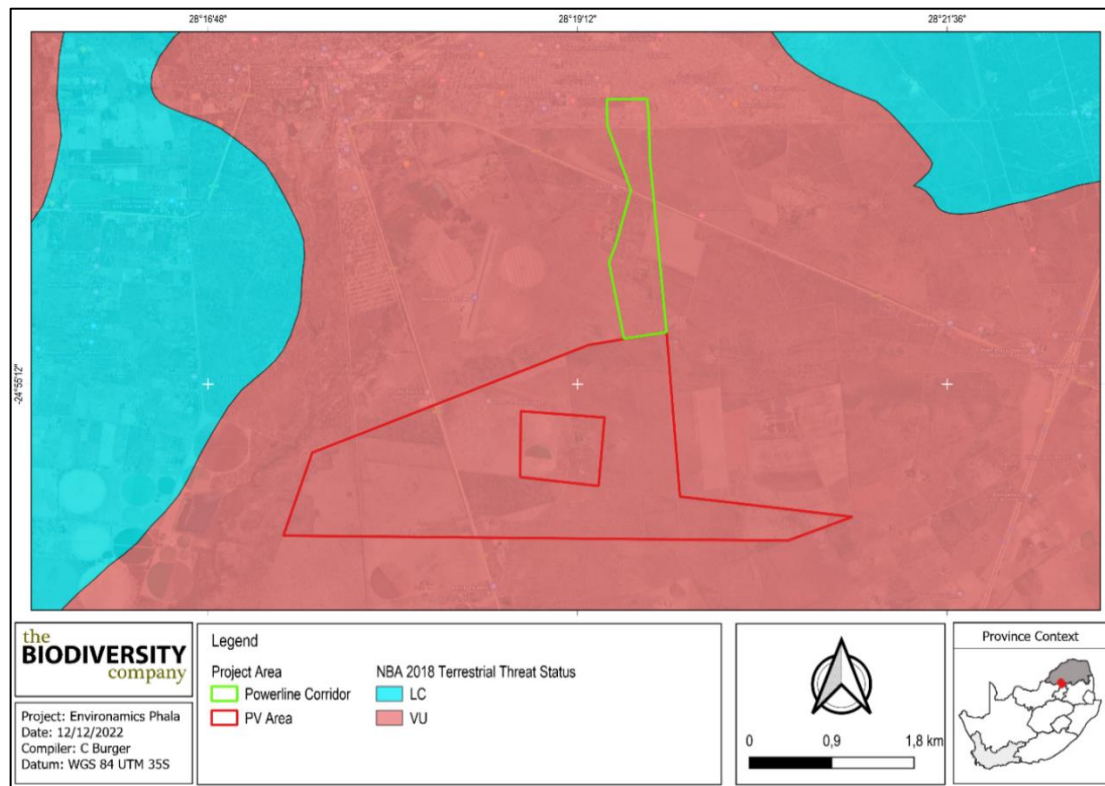 28°16'48"
28°19'12"
28°21'36"
-24°55'12"
the
BIODIVERSITY
company
Project: Environamics Phala
Date: 12/12/2022
Compiler: C Burger
Datum: WGS 84 UTM 35S
Legend
Project Area
Powerline Corridor
PV Area
NBA 2018 Terrestrial Threat Status
LC
VU
0
0,9
1,8 km
Province Context